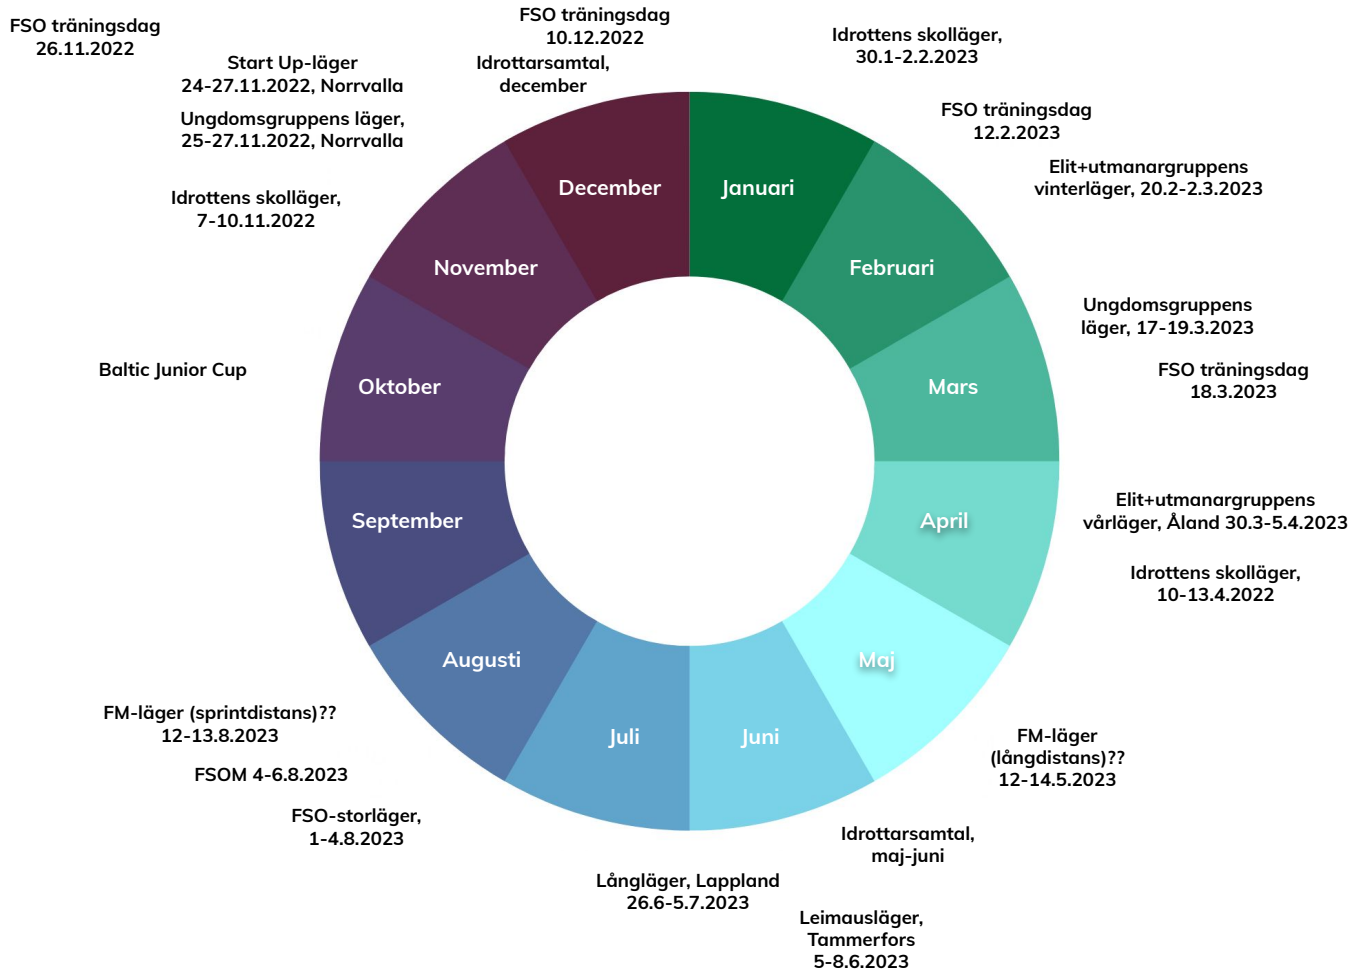 FSO träningsdag
26.11.2022
Start Up-läger
24-27.11.2022, Norrvalla
Ungdomsgruppens läger,
25-27.11.2022, Norrvalla
Idrottens skolläger,
7-10.11.2022
FSO träningsdag
10.12.2022
Idrottarsamtal,
december
Idrottens skolläger,
30.1-2.2.2023
FSO träningsdag
12.2.2023
Elit+utmanargruppens
vinterläger, 20.2-2.3.2023
Ungdomsgruppens
läger, 17-19.3.2023
FSO träningsdag
18.3.2023
Elit+utmanargruppens
vårläger, Åland 30.3-5.4.2023
Idrottens skolläger,
10-13.4.2022
FM-läger
(långdistans)??
12-14.5.2023
Idrottarsamtal,
maj-juni
Leimausläger,
Tammerfors
5-8.6.2023
Långläger, Lappland
26.6-5.7.2023
FSO-storläger,
1-4.8.2023
FSOM 4-6.8.2023
FM-läger (sprintdistans)??
12-13.8.2023
Baltic Junior Cup
Januari
Februari
Mars
April
Maj
Juni
Juli
Augusti
September
Oktober
November
December